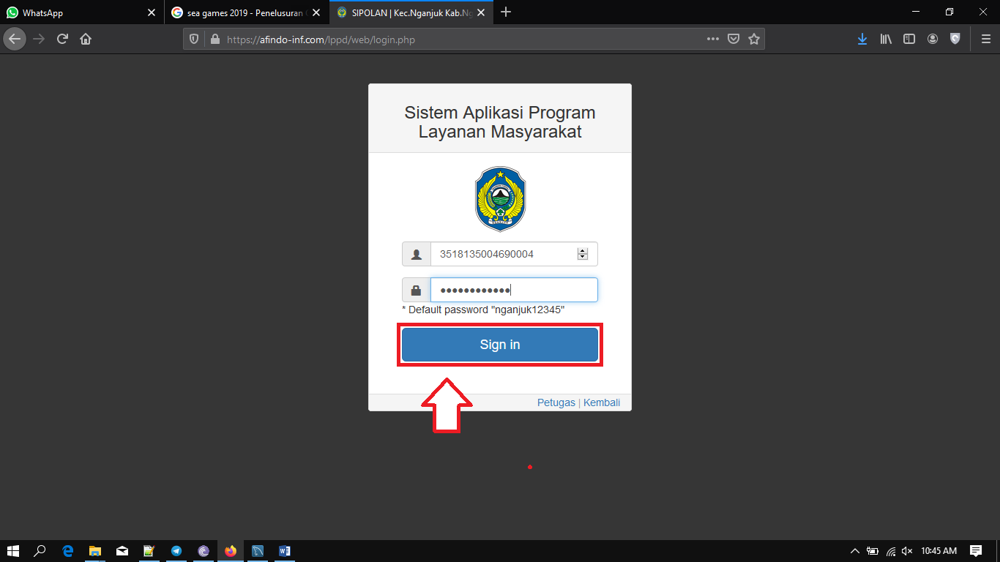 WhatsApp
sea games 2019 - Penelusuran
SIPOLAN | Kec.Nganjuk Kab.Ng
https://afindo-inf.com/lppd/web/login.php
Sistem Aplikasi Program
Layanan Masyarakat
3518135004690004
* Default password "nganjuk12345"
Sign in
Petugas | Kembali
10:45 AM